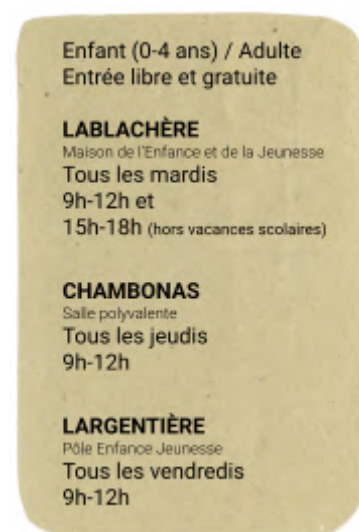 Enfant (0-4 ans) / Adulte
Entrée libre et gratuite
LABLACHÈRE
Maison de l'Enfance et de la Jeunesse
Tous les mardis
9h-12h et
15h-18h (hors vacances scolaires)
CHAMBONAS
Salle polyvalente
Tous les jeudis
9h-12h
LARGENTIÈRE
Pôle Enfance Jeunesse
Tous les vendredis
9h-12h